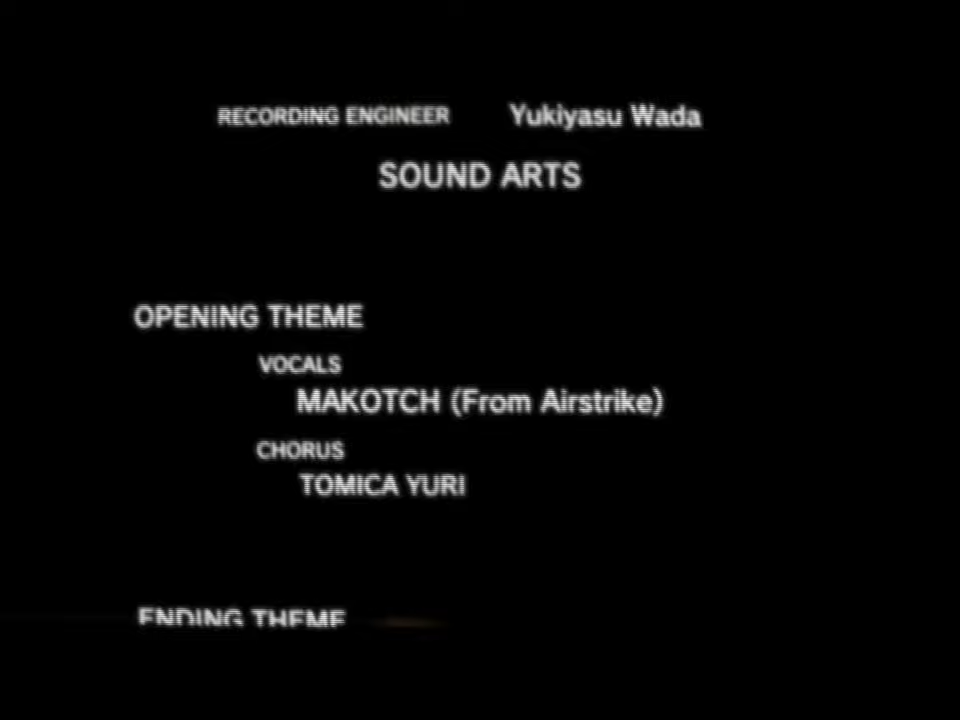 RECORDING ENGINEER Yukiyasu Wada
SOUND ARTS
OPENING THEME
VOCALS
MAKOTCH (From Airstrike)
CHORUS
TOMICA YURI
ENDING THEME